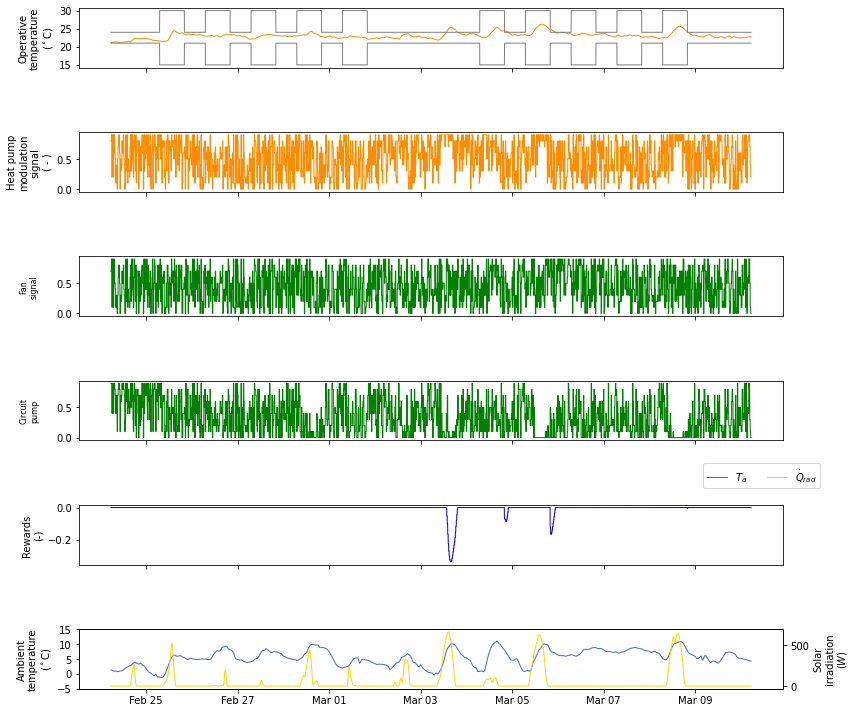 Operative
temperature
(°C)
30
25
20
15
Heat pump
modulation
signal
( - )
0.5
0.0
Fan
signal
0.5
0.0
Circuit
pump
0.5
0.0
T_a Q̇_rad
Rewards
(-)
0.0
−0.2
Ambient
temperature
(°C)
15
10
5
0
−5
500
0
Solar
irradiation
(W)
Feb 25 Feb 27 Mar 01 Mar 03 Mar 05 Mar 07 Mar 09